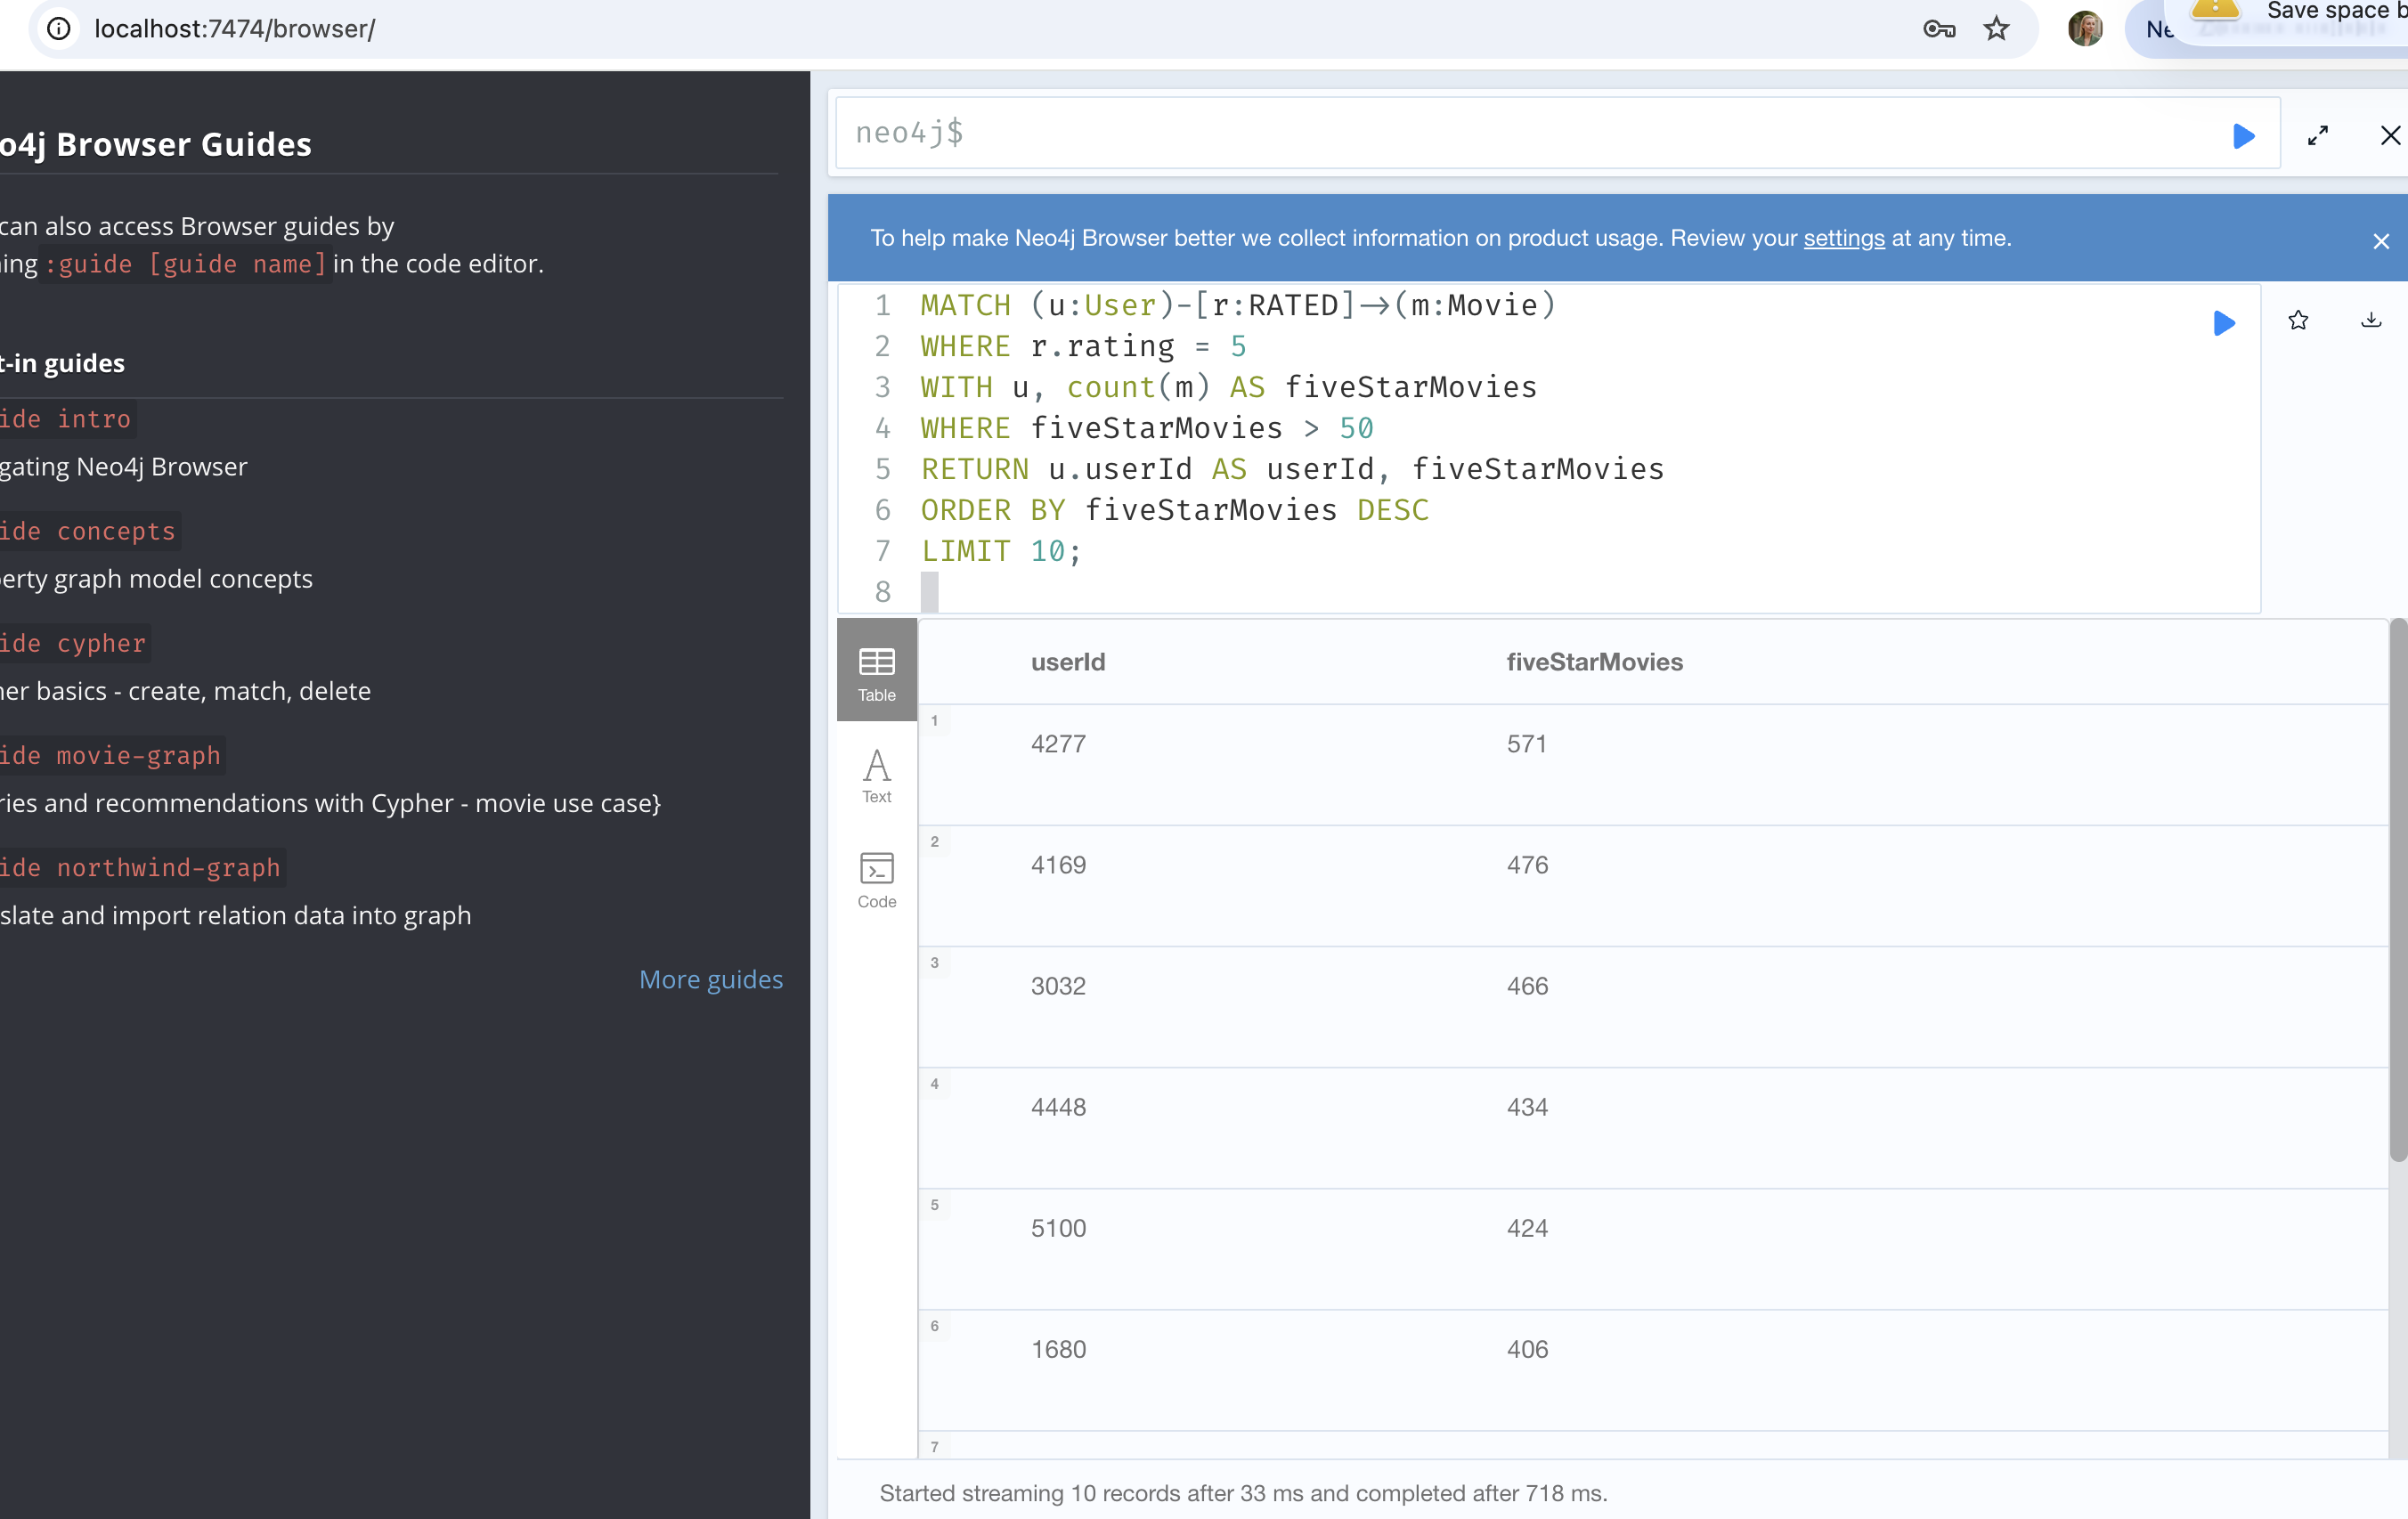 localhost:7474/browser/
Save space b
Ne
o4j Browser Guides
can also access Browser guides by
ing :guide [guide name] in the code editor.
t-in guides
ide intro
gating Neo4j Browser
ide concepts
erty graph model concepts
ide cypher
er basics - create, match, delete
ide movie-graph
ries and recommendations with Cypher - movie use case}
ide northwind-graph
slate and import relation data into graph
More guides
neo4j$
To help make Neo4j Browser better we collect information on product usage. Review your settings at any time.
1 MATCH (u:User)-[r:RATED]→(m:Movie)
2 WHERE r.rating = 5
3 WITH u, count(m) AS fiveStarMovies
4 WHERE fiveStarMovies > 50
5 RETURN u.userId AS userId, fiveStarMovies
6 ORDER BY fiveStarMovies DESC
7 LIMIT 10;
8
Table
Text
Code
userId fiveStarMovies
1 4277 571
2 4169 476
3 3032 466
4 4448 434
5 5100 424
6 1680 406
7
Started streaming 10 records after 33 ms and completed after 718 ms.